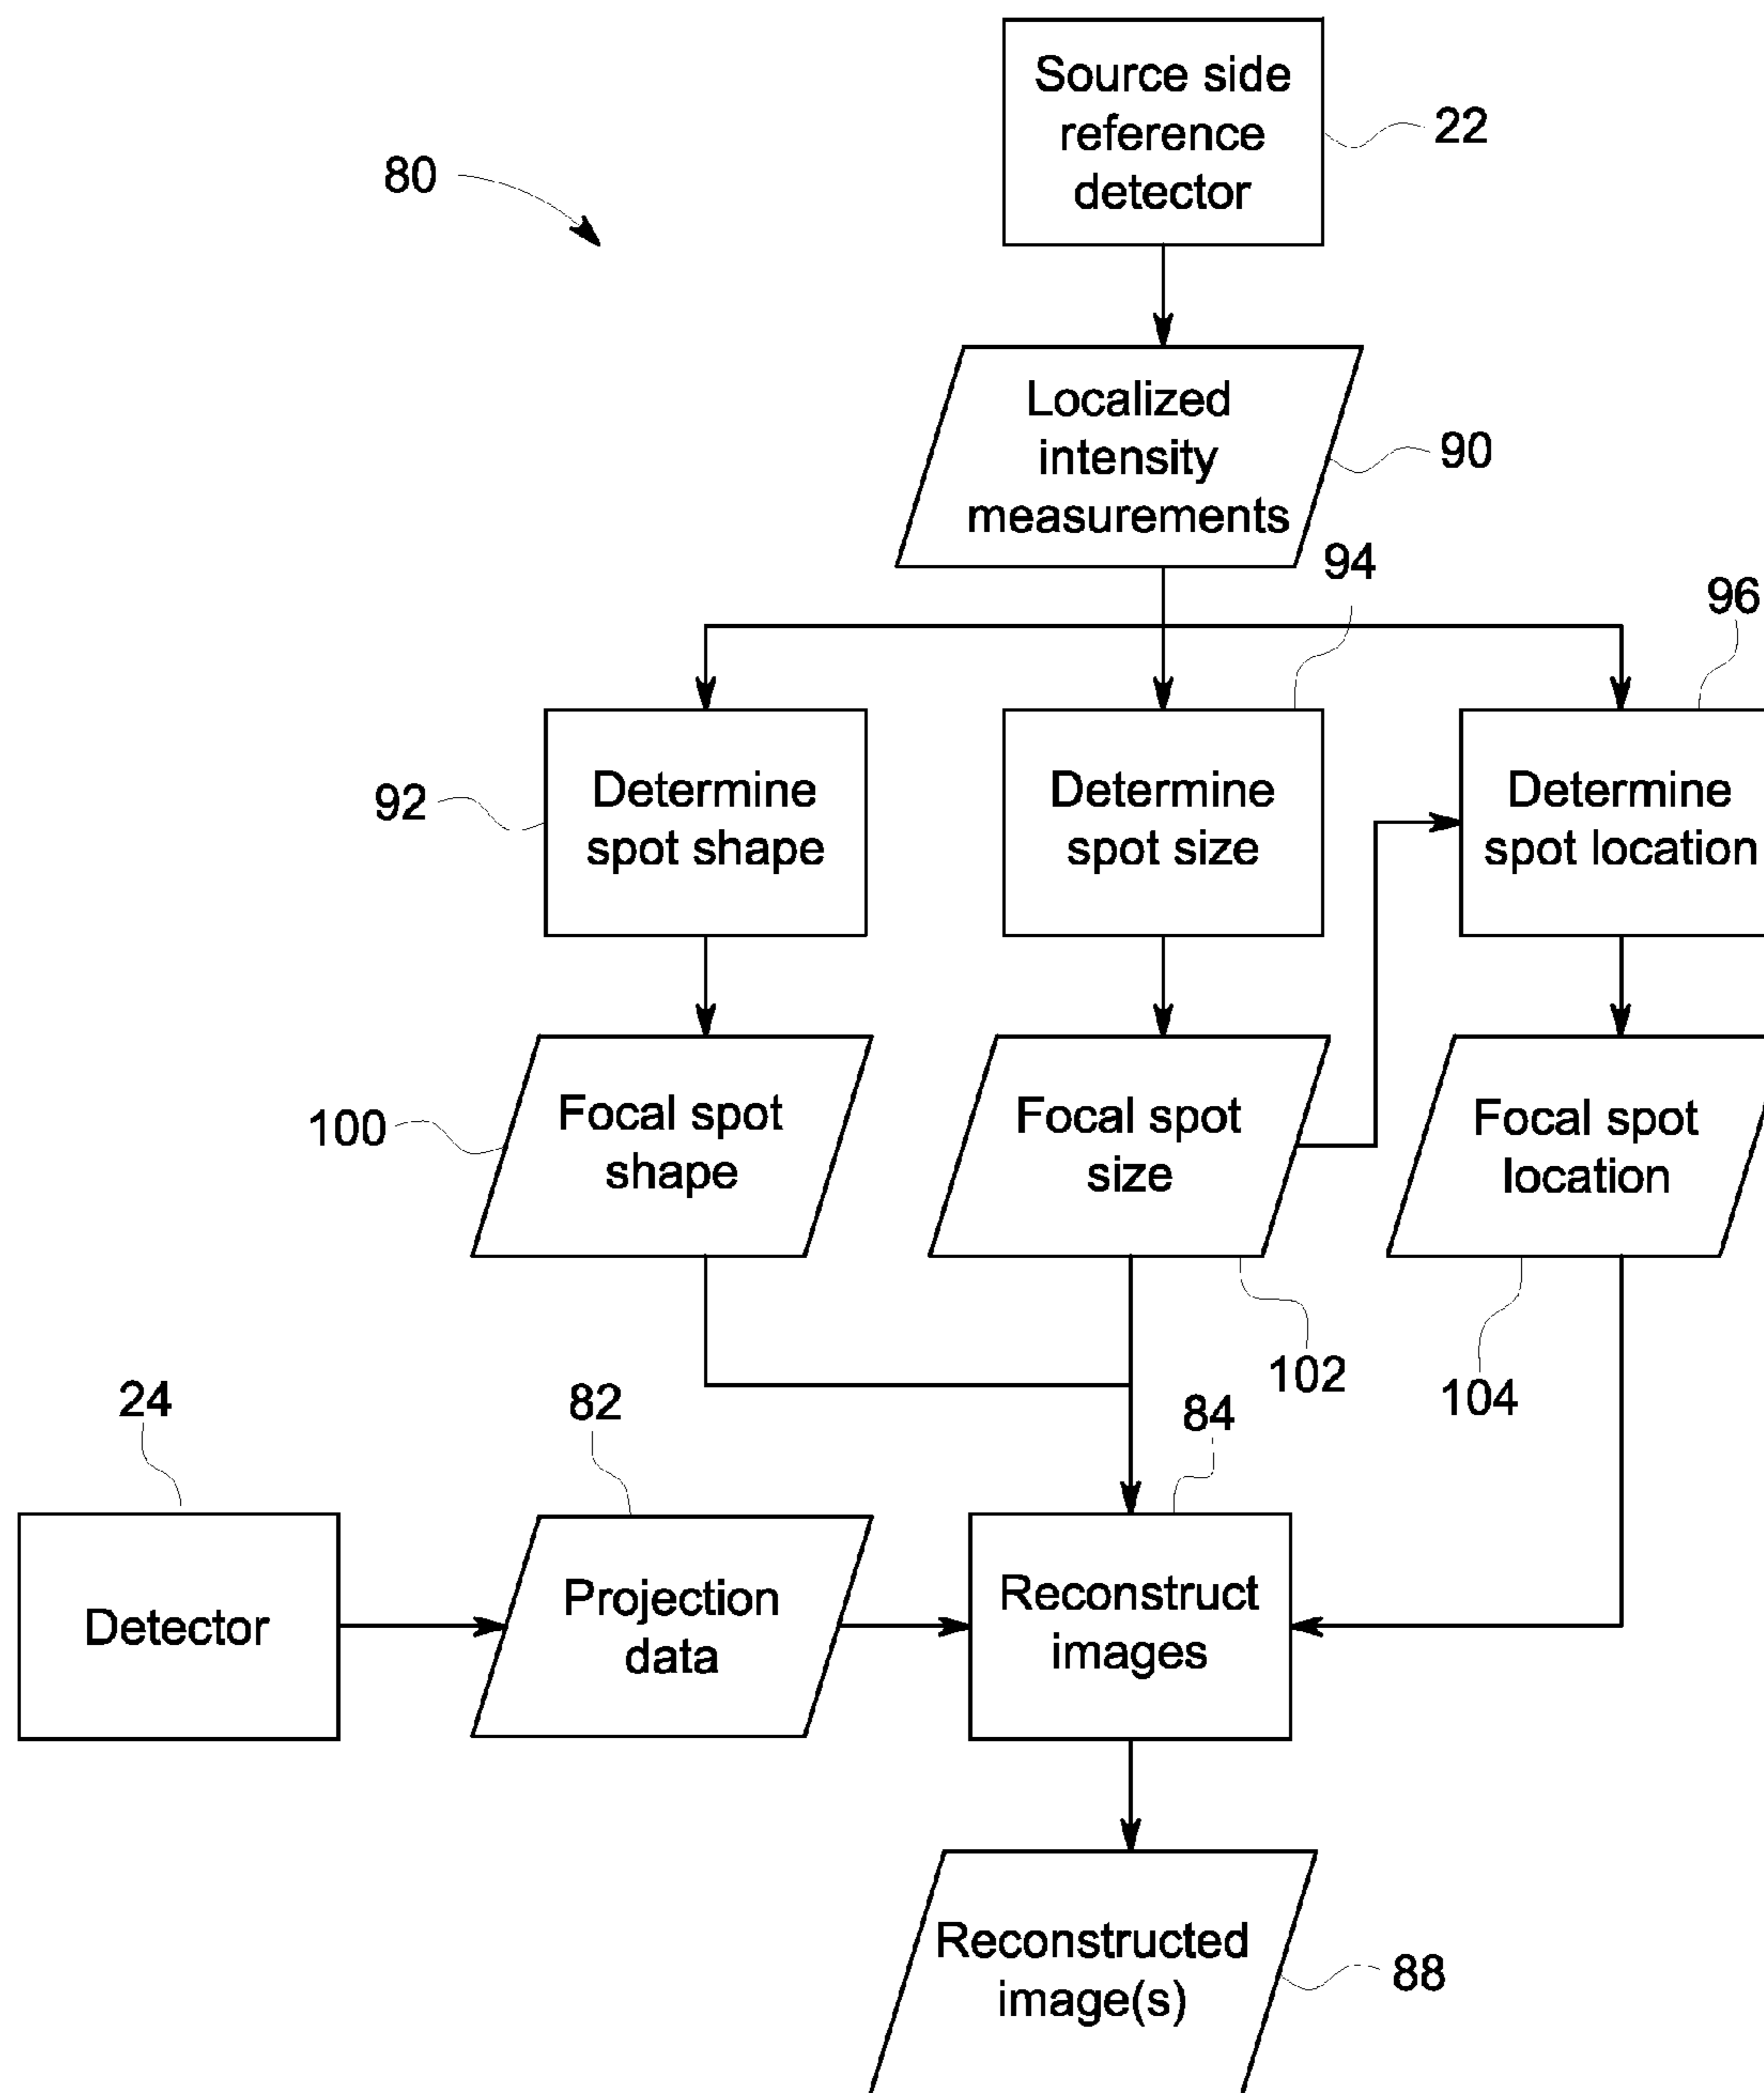 Source side
reference
detector
22
80
Localized
intensity
measurements
90
94
96
92
Determine
spot shape
Determine
spot size
Determine
spot location
100
Focal spot
shape
Focal spot
size
Focal spot
location
102
104
24
82
84
Detector
Projection
data
Reconstruct
images
Reconstructed
image(s)
88